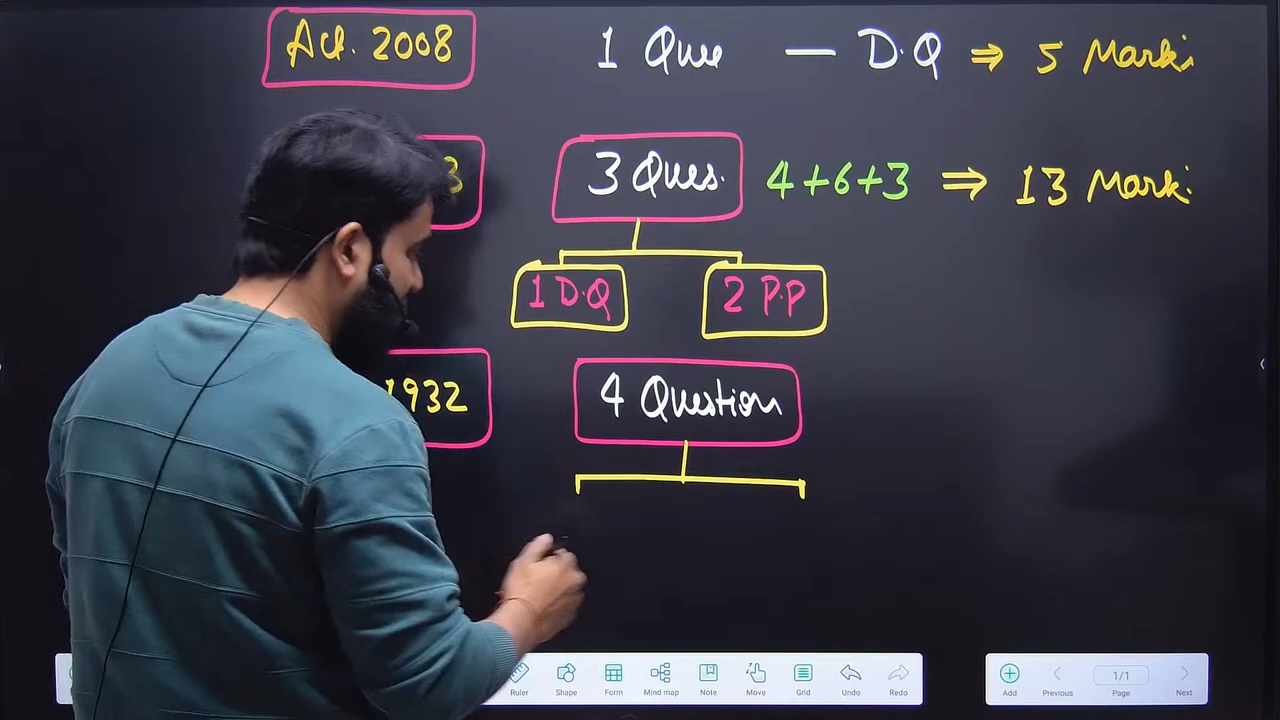 Act. 2008 1 Que — D.Q ⇒ 5 Marks
3 3 Ques. 4+6+3 ⇒ 13 Marks
1 D.Q 2 P.P
1932 4 Question
Ruler Shape Form Mind map Note Move Grid Undo Redo Add Previous 1/1 Page Next